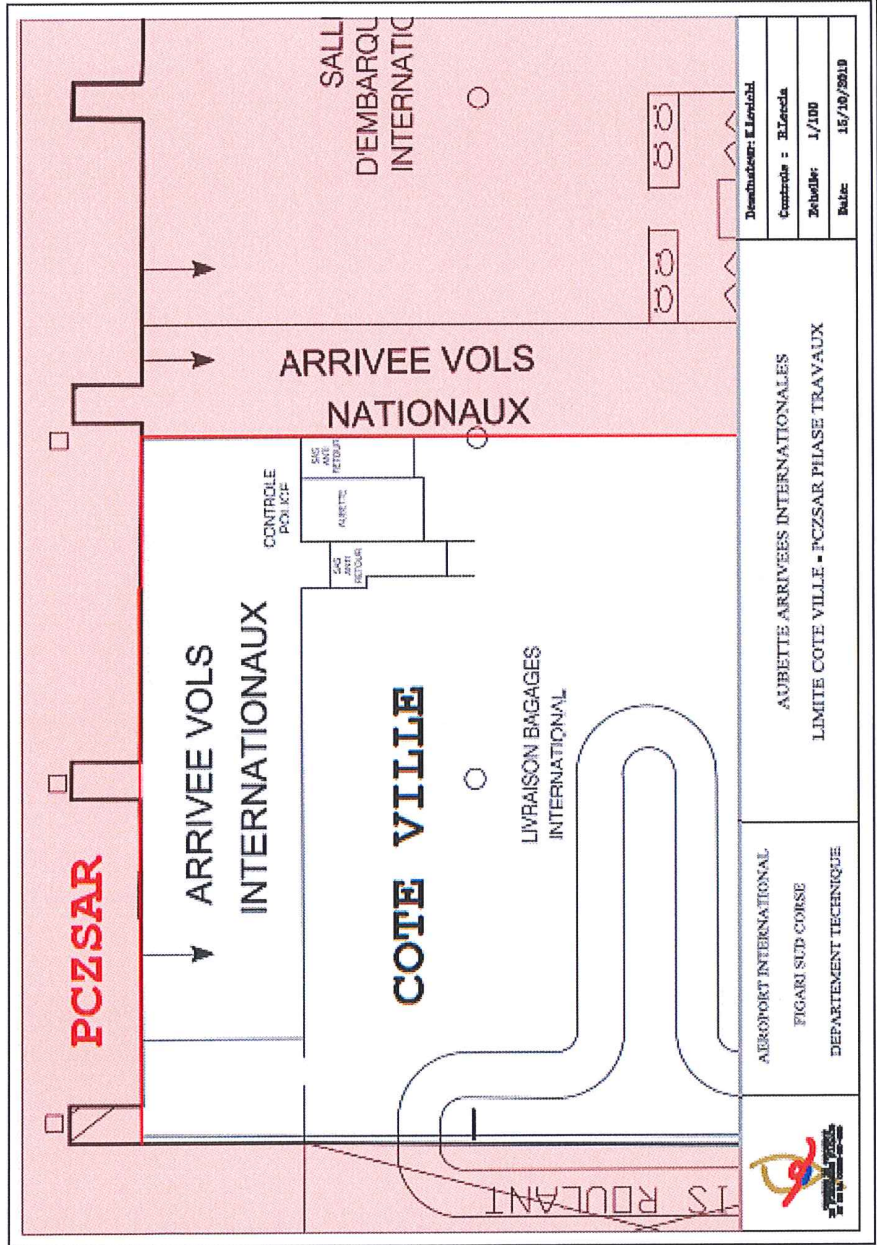 PCZSAR
ARRIVEE VOLS
INTERNATIONAUX
COTE VILLE
LIVRAISON BAGAGES
INTERNATIONAL
CONTROLE
POLICE
SAS
ANTI
RETOUR
AUBETTE
SAS
ANTI
RETOUR
ARRIVEE VOLS
NATIONAUX
SALL
D'EMBARQU
INTERNATIO
IS ROULANT
AEROPORT INTERNATIONAL
FIGARI SUD CORSE
DEPARTEMENT TECHNIQUE
AUBETTE ARRIVEES INTERNATIONALES
LIMITE COTE VILLE - PCZSAR PHASE TRAVAUX
Dessinateur:
Controle :
Echelle: 1/100
Date: 15/10/2019